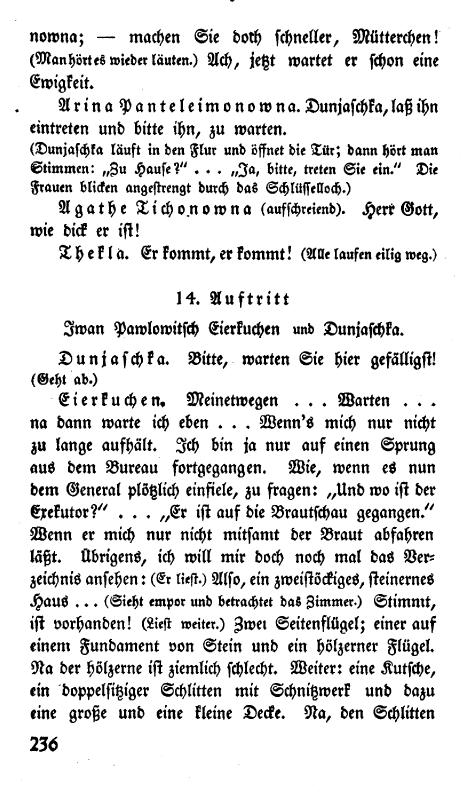 nowna; — machen Sie doch schneller, Mütterchen!
(Man hört es wieder läuten.) Ach, jetzt wartet er schon eine
Ewigkeit.
Arina Panteleimonowna. Dunjaschka, laß ihn
eintreten und bitte ihn, zu warten.
(Dunjaschka läuft in den Flur und öffnet die Tür; dann hört man
Stimmen: „Zu Hause?“ . . . „Ja, bitte, treten Sie ein.“ Die
Frauen blicken angestrengt durch das Schlüsselloch.)
Agathe Tichonowna (aufschreiend). Herr Gott,
wie dick er ist!
Thekla. Er kommt, er kommt! (Alle laufen eilig weg.)
14. Auftritt
Iwan Pawlowitsch Eierkuchen und Dunjaschka.
Dunjaschka. Bitte, warten Sie hier gefälligst!
(Geht ab.)
Eierkuchen. Meinetwegen . . . Warten . . .
na dann warte ich eben . . . Wenn's mich nur nicht
zu lange aufhält. Ich bin ja nur auf einen Sprung
aus dem Bureau fortgegangen. Wie, wenn es nun
dem General plötzlich einfiele, zu fragen: „Und wo ist der
Exekutor?“ . . . „Er ist auf die Brautschau gegangen.“
Wenn er mich nur nicht mitsamt der Braut abfahren
läßt. Übrigens, ich will mir doch noch mal das Ver-
zeichnis ansehen: (Er liest.) Also, ein zweistöckiges, steinernes
Haus . . . (Sieht empor und betrachtet das Zimmer.) Stimmt,
ist vorhanden! (Liest weiter.) Zwei Seitenflügel; einer auf
einem Fundament von Stein und ein hölzerner Flügel.
Na der hölzerne ist ziemlich schlecht. Weiter: eine Kutsche,
ein doppelsitziger Schlitten mit Schnitzwerk und dazu
eine große und eine kleine Decke. Na, den Schlitten
236